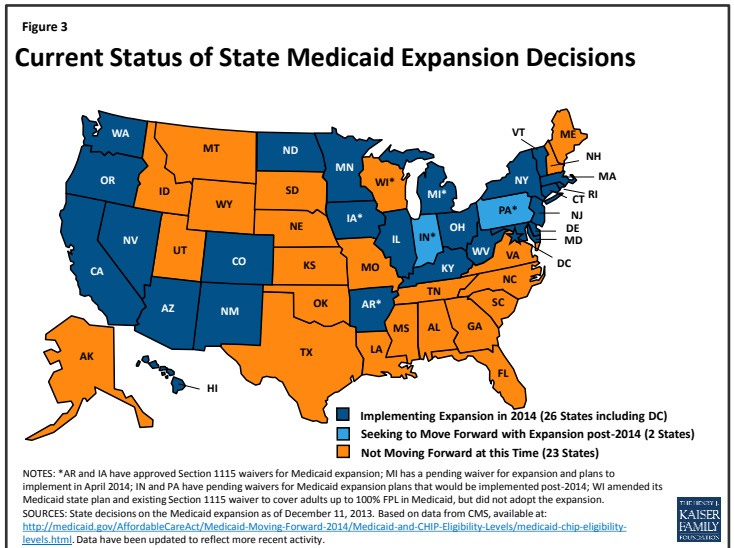 Figure 3
Current Status of State Medicaid Expansion Decisions
WA
OR
CA
NV
ID
MT
WY
UT
AZ
CO
NM
ND
SD
NE
KS
OK
TX
MN
IA*
MO
AR*
LA
WI*
IL
MI*
IN*
OH
KY
TN
MS
AL
GA
FL
SC
NC
VA
WV
PA*
NY
VT
ME
NH
MA
RI
CT
NJ
DE
MD
DC
AK
HI
Implementing Expansion in 2014 (26 States including DC)
Seeking to Move Forward with Expansion post-2014 (2 States)
Not Moving Forward at this Time (23 States)
NOTES: *AR and IA have approved Section 1115 waivers for Medicaid expansion; MI has a pending waiver for expansion and plans to
implement in April 2014; IN and PA have pending waivers for Medicaid expansion plans that would be implemented post-2014; WI amended its
Medicaid state plan and existing Section 1115 waiver to cover adults up to 100% FPL in Medicaid, but did not adopt the expansion.
SOURCES: State decisions on the Medicaid expansion as of December 11, 2013. Based on data from CMS, available at:
http://medicaid.gov/AffordableCareAct/Medicaid-Moving-Forward-2014/Medicaid-and-CHIP-Eligibility-Levels/medicaid-chip-eligibility-
levels.html. Data have been updated to reflect more recent activity.
THE HENRY J.
KAISER
FAMILY
FOUNDATION